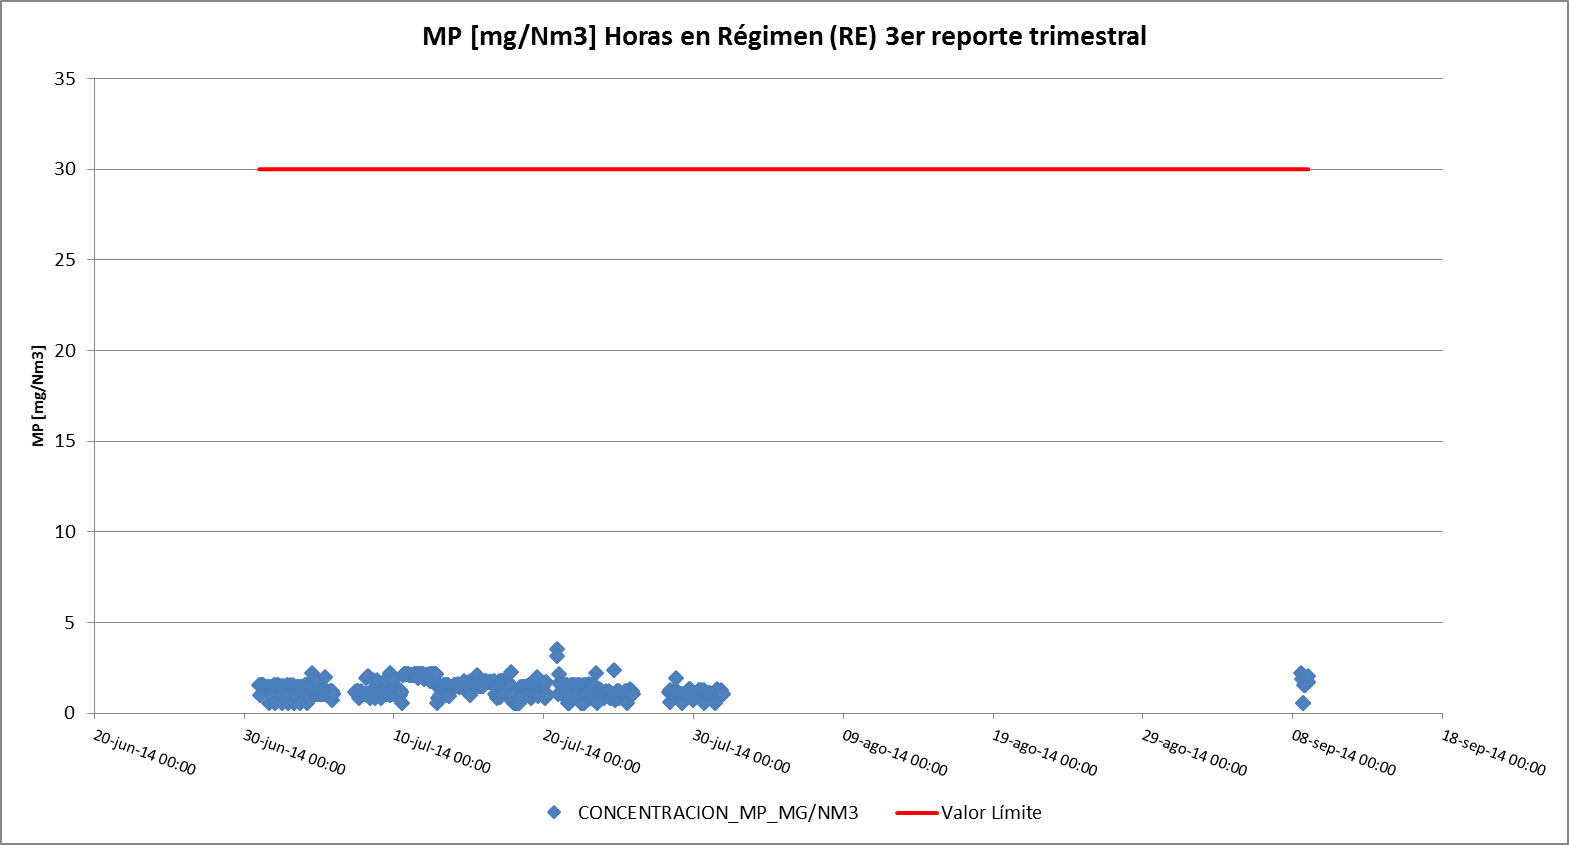 MP [mg/Nm3] Horas en Régimen (RE) 3er reporte trimestral
35
30
25
20
15
10
5
0
MP [mg/Nm3]
20-jun-14 00:00
30-jun-14 00:00
10-jul-14 00:00
20-jul-14 00:00
30-jul-14 00:00
09-ago-14 00:00
19-ago-14 00:00
29-ago-14 00:00
08-sep-14 00:00
18-sep-14 00:00
CONCENTRACION_MP_MG/NM3
Valor Límite